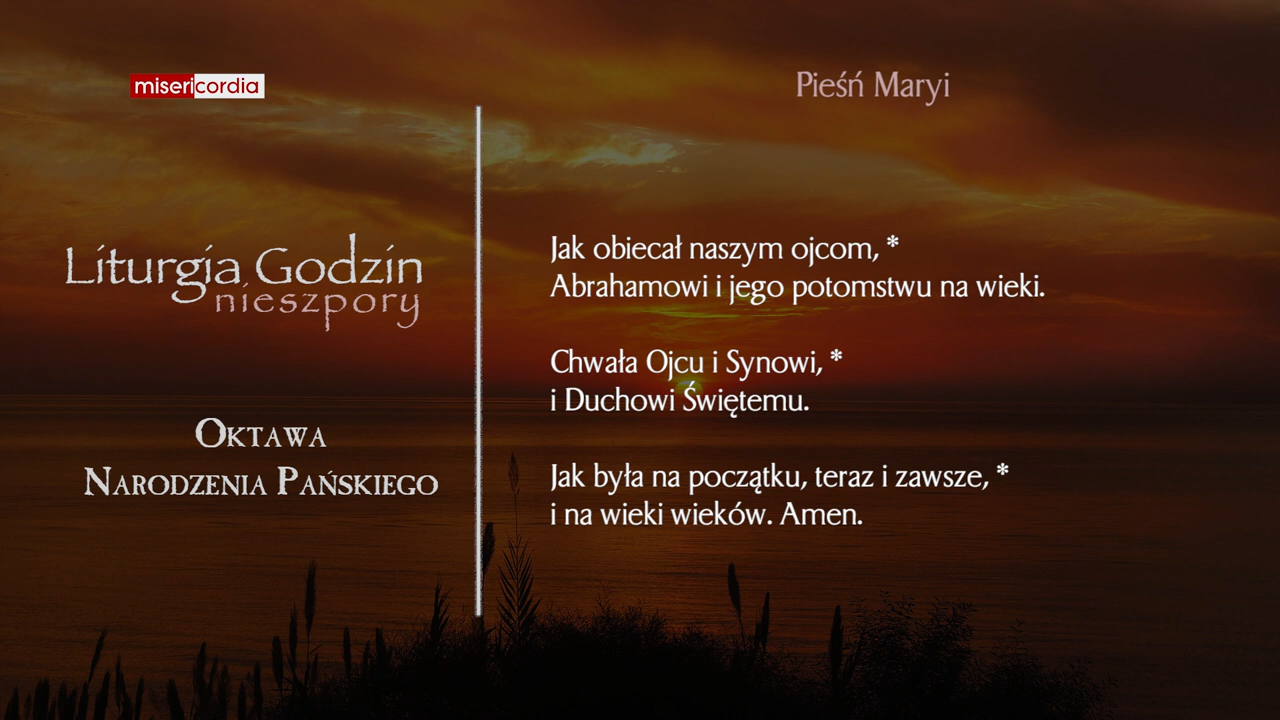 misericordia
Pieśń Maryi
Liturgia Godzin
nieszpory
Oktawa
Narodzenia Pańskiego
Jak obiecał naszym ojcom, *
Abrahamowi i jego potomstwu na wieki.
Chwała Ojcu i Synowi, *
i Duchowi Świętemu.
Jak była na początku, teraz i zawsze, *
i na wieki wieków. Amen.